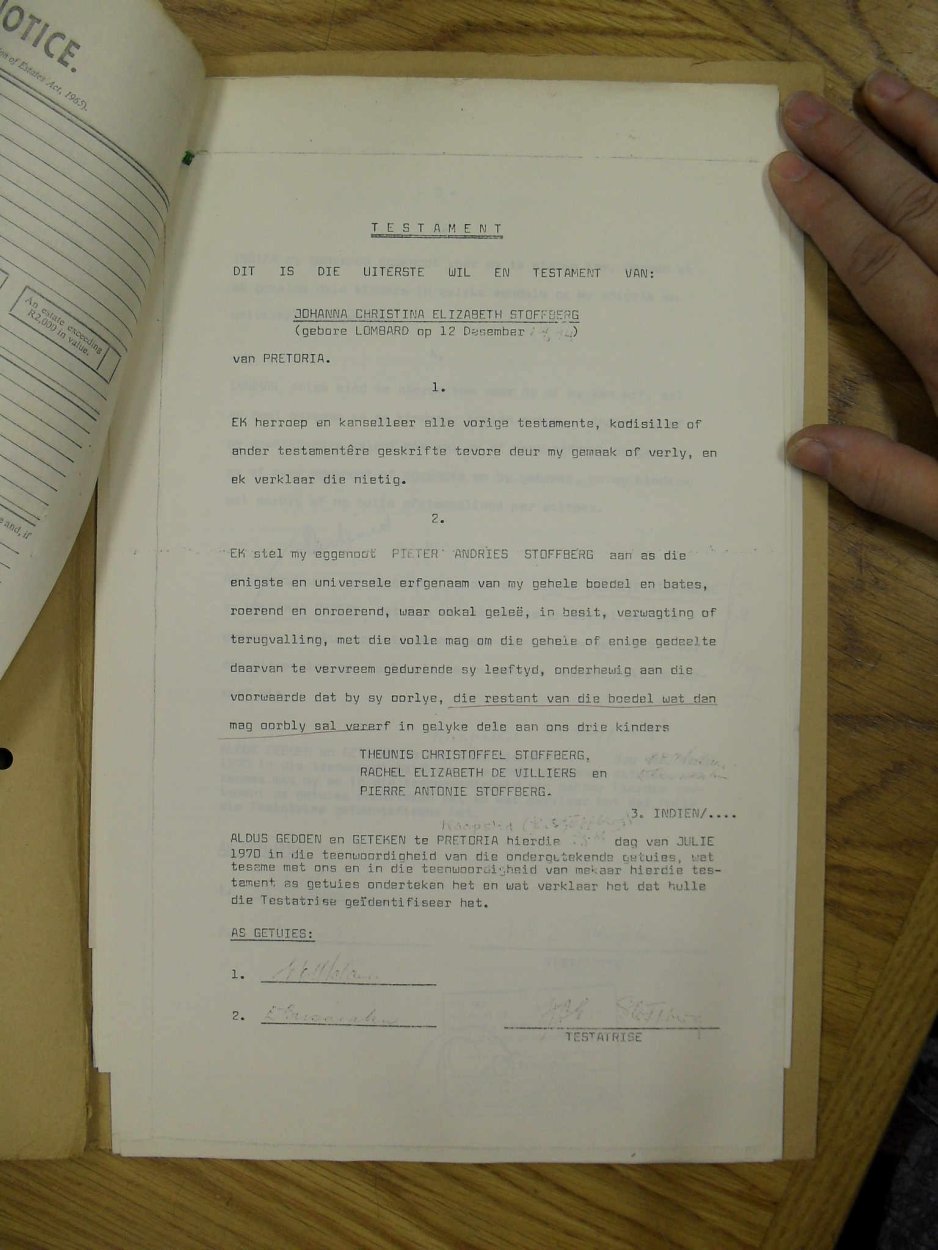 NOTICE.
of Estates Act, 1965).
An estate exceeding
R2,000 in value.
and, if
TESTAMENT
DIT IS DIE UITERSTE WIL EN TESTAMENT VAN:
JOHANNA CHRISTINA ELIZABETH STOFFBERG
(gebore LOMBARD op 12 Desember )
van PRETORIA.
1.
EK herroep en kanselleer alle vorige testamente, kodisille of
ander testamentêre geskrifte tevore deur my gemaak of verly, en
ek verklaar die nietig.
2.
EK stel my eggenoot PIETER ANDRIES STOFFBERG aan as die
enigste en universele erfgenaam van my gehele boedel en bates,
roerend en onroerend, waar ookal geleë, in besit, verwagting of
terugvalling, met die volle mag om die gehele of enige gedeelte
daarvan te vervreem gedurende sy leeftyd, onderhewig aan die
voorwaarde dat by sy oorlye, die restant van die boedel wat dan
mag oorbly sal vererf in gelyke dele aan ons drie kinders
THEUNIS CHRISTOFFEL STOFFBERG,
RACHEL ELIZABETH DE VILLIERS en
PIERRE ANTONIE STOFFBERG.
3. INDIEN/....
ALDUS GEDOEN en GETEKEN te PRETORIA hierdie dag van JULIE
1970 in die teenwoordigheid van die ondergetekende getuies, wat
tesame met ons en in die teenwoordigheid van mekaar hierdie tes-
tement as getuies onderteken het en wat verklaar het dat hulle
die Testatrise geïdentifiseer het.
AS GETUIES:
1.
2.
Stoffberg
TESTATRISE